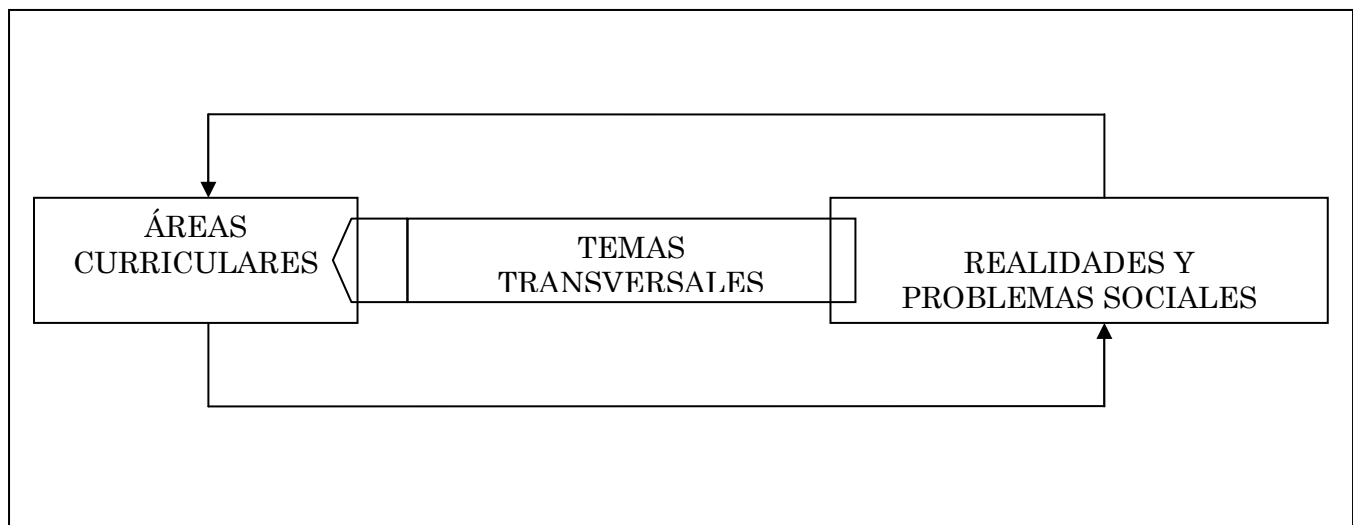 ÁREAS
CURRICULARES
TEMAS
TRANSVERSALES
REALIDADES Y
PROBLEMAS SOCIALES